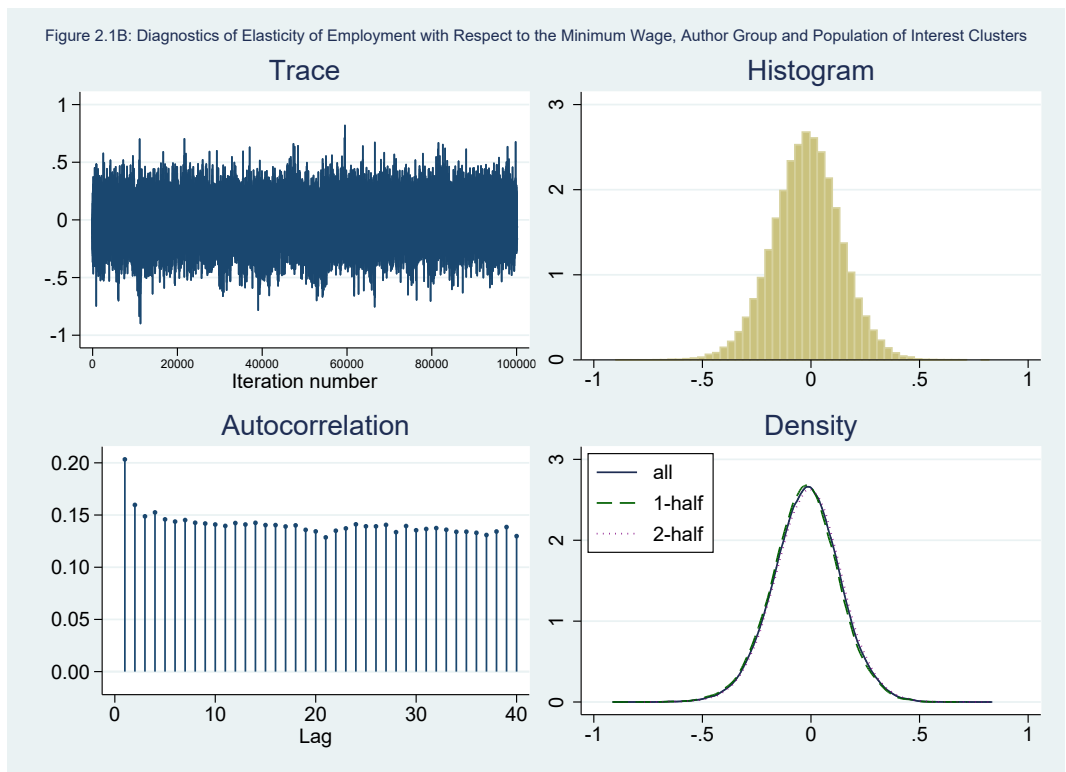 Figure 2.1B: Diagnostics of Elasticity of Employment with Respect to the Minimum Wage, Author Group and Population of Interest Clusters
Trace
1
.5
0
-.5
-1
0 20000 40000 60000 80000 100000
Iteration number
Histogram
3
2
1
0
-1 -.5 0 .5 1
Autocorrelation
0.20
0.15
0.10
0.05
0.00
0 10 20 30 40
Lag
Density
3
2
1
0
all
1-half
2-half
-1 -.5 0 .5 1